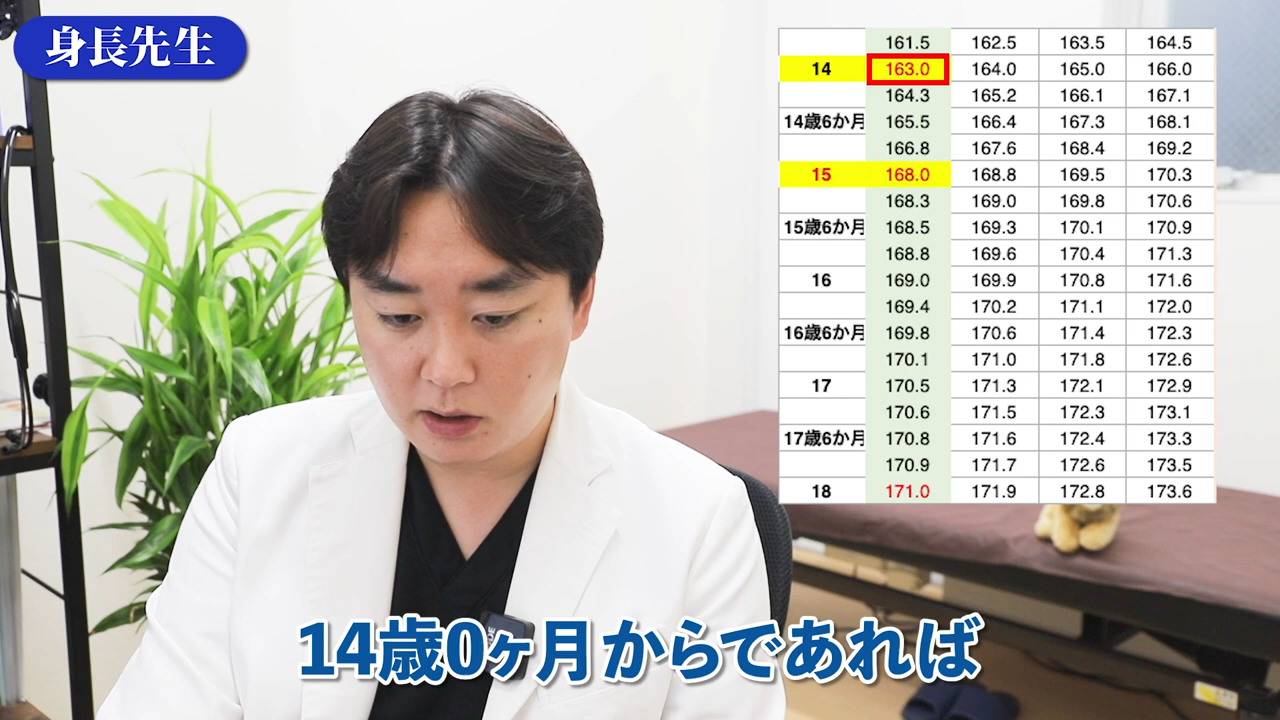 身長先生
161.5 162.5 163.5 164.5
14 163.0 164.0 165.0 166.0
164.3 165.2 166.1 167.1
14歳6か月 165.5 166.4 167.3 168.1
166.8 167.6 168.4 169.2
15 168.0 168.8 169.5 170.3
168.3 169.0 169.8 170.6
15歳6か月 168.5 169.3 170.1 170.9
168.8 169.6 170.4 171.3
16 169.0 169.9 170.8 171.6
169.4 170.2 171.1 172.0
16歳6か月 169.8 170.6 171.4 172.3
170.1 171.0 171.8 172.6
17 170.5 171.3 172.1 172.9
170.6 171.5 172.3 173.1
17歳6か月 170.8 171.6 172.4 173.3
170.9 171.7 172.6 173.5
18 171.0 171.9 172.8 173.6
14歳0ヶ月からであれば